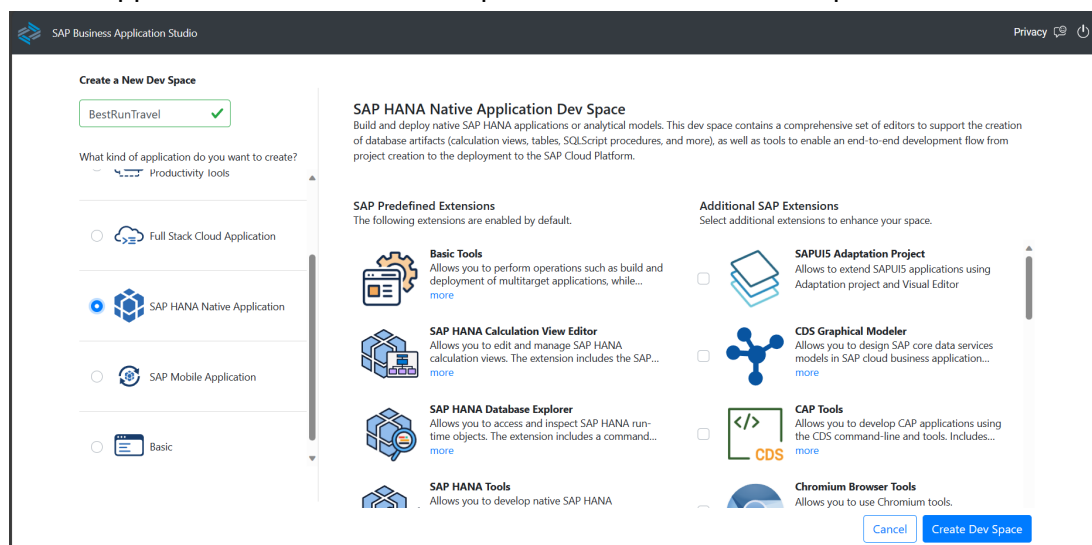 SAP Business Application Studio
Privacy
Create a New Dev Space
BestRunTravel
What kind of application do you want to create?
Productivity Tools
Full Stack Cloud Application
SAP HANA Native Application
SAP Mobile Application
Basic
SAP HANA Native Application Dev Space
Build and deploy native SAP HANA applications or analytical models. This dev space contains a comprehensive set of editors to support the creation
of database artifacts (calculation views, tables, SQLScript procedures, and more), as well as tools to enable an end-to-end development flow from
project creation to the deployment to the SAP Cloud Platform.
SAP Predefined Extensions
The following extensions are enabled by default.
Basic Tools
Allows you to perform operations such as build and
deployment of multitarget applications, while...
more
SAP HANA Calculation View Editor
Allows you to edit and manage SAP HANA
calculation views. The extension includes the SAP...
more
SAP HANA Database Explorer
Allows you to access and inspect SAP HANA run-
time objects. The extension includes a command...
more
SAP HANA Tools
Allows you to develop native SAP HANA
Additional SAP Extensions
Select additional extensions to enhance your space.
SAPUI5 Adaptation Project
Allows to extend SAPUI5 applications using
Adaptation project and Visual Editor
CDS Graphical Modeler
Allows you to design SAP core data services
models in SAP cloud business application...
more
</>
CDS
CAP Tools
Allows you to develop CAP applications using
the CDS command-line and tools. Includes...
more
Chromium Browser Tools
Allows you to use Chromium tools.
Cancel
Create Dev Space